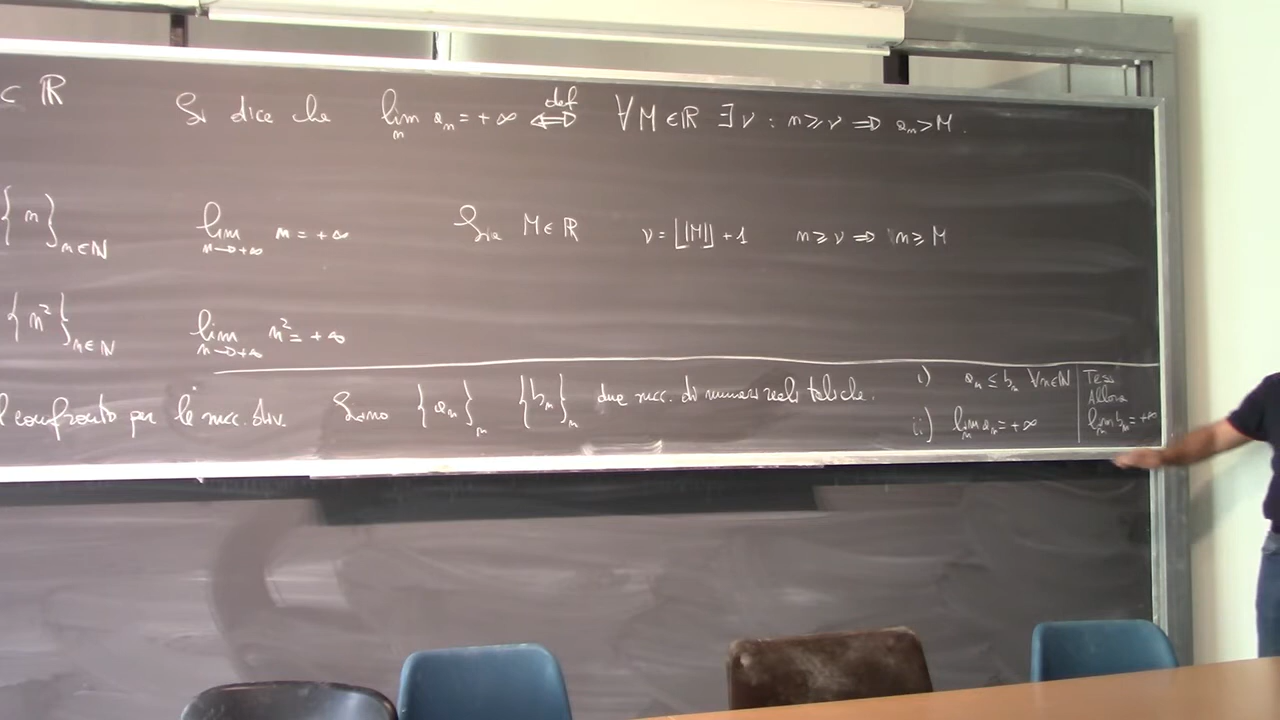 ⊂ ℝ Si dice che lim_n a_n = +∞ ⟺ def ∀M∈ℝ ∃ν : n≥ν ⟹ a_n>M.
{n}_{n∈ℕ} lim_{n→+∞} n = +∞ Sia M∈ℝ ν = ⌊|M|⌋ + 1 n≥ν ⟹ n≥M
{n²}_{n∈ℕ} lim_{n→+∞} n² = +∞
confronto per le succ. div. Siano {a_n}_n {b_n}_n due succ. di numeri reali tali che.
i) a_n ≤ b_n ∀n∈ℕ
ii) lim_n a_n = +∞
Tesi
Allora
lim_n b_n = +∞